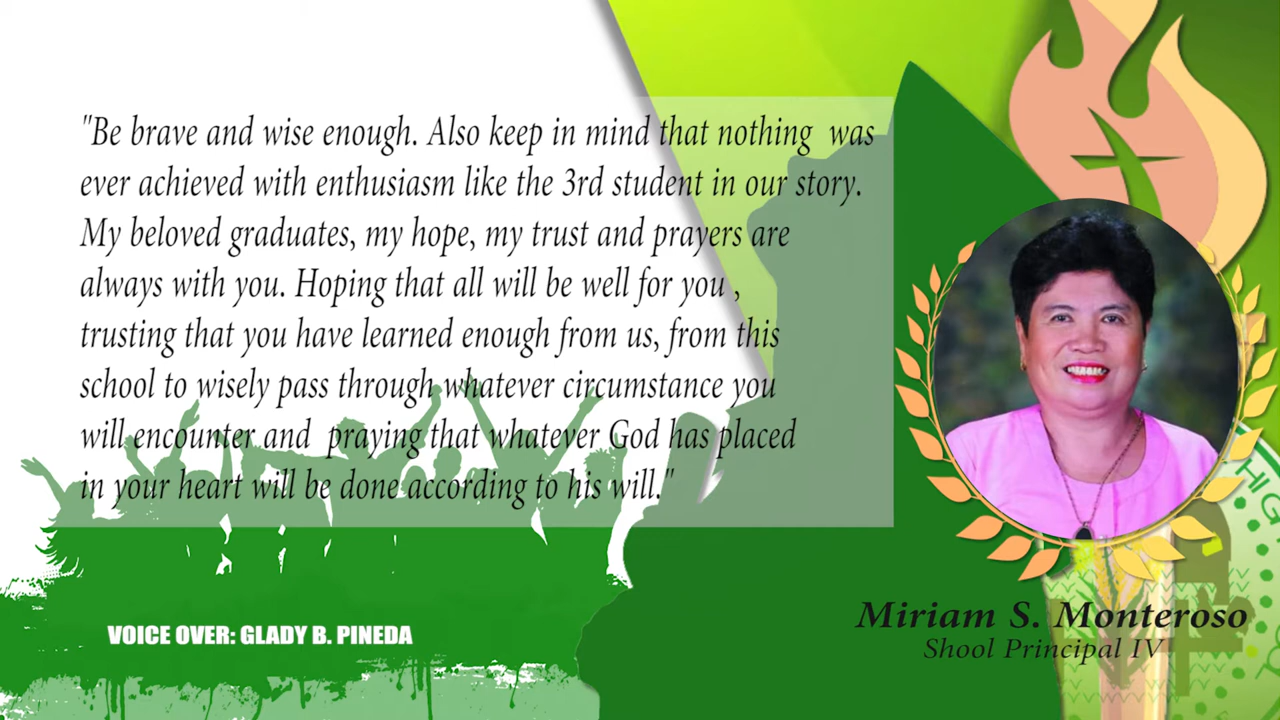 "Be brave and wise enough. Also keep in mind that nothing was
ever achieved with enthusiasm like the 3rd student in our story.
My beloved graduates, my hope, my trust and prayers are
always with you. Hoping that all will be well for you ,
trusting that you have learned enough from us, from this
school to wisely pass through whatever circumstance you
will encounter and praying that whatever God has placed
in your heart will be done according to his will."
HIG
Miriam S. Monteroso
Shool Principal IV
VOICE OVER: GLADY B. PINEDA